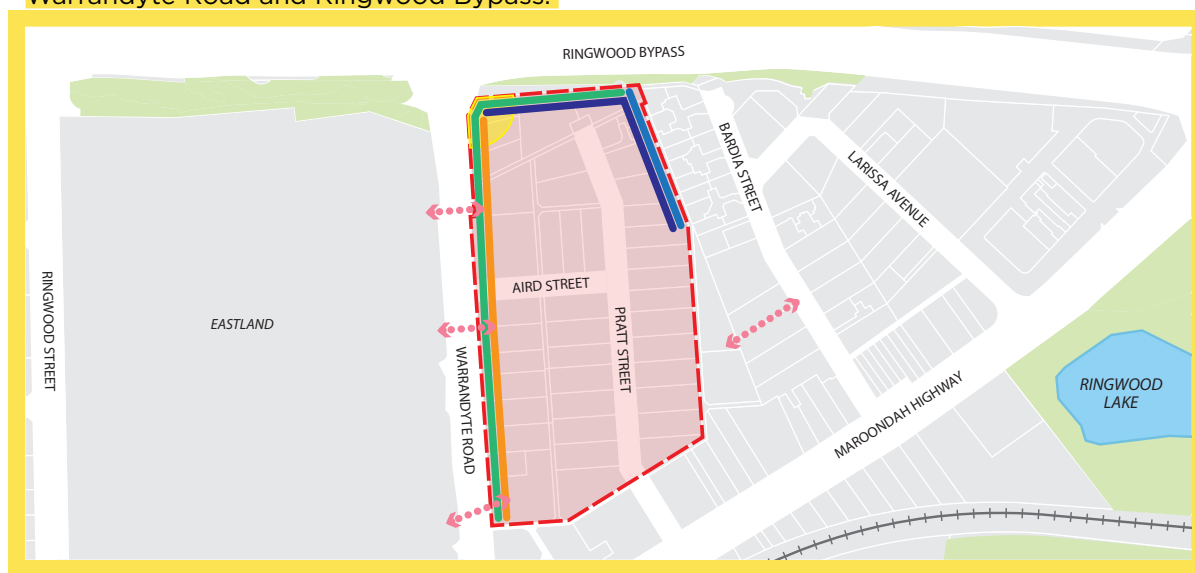 Warrandyte Road and Ringwood Bypass.
RINGWOOD BYPASS
BARDIA STREET
LARISSA AVENUE
RINGWOOD STREET
EASTLAND
AIRD STREET
PRATT STREET
WARRANDYTE ROAD
MAROONDAH HIGHWAY
RINGWOOD
LAKE